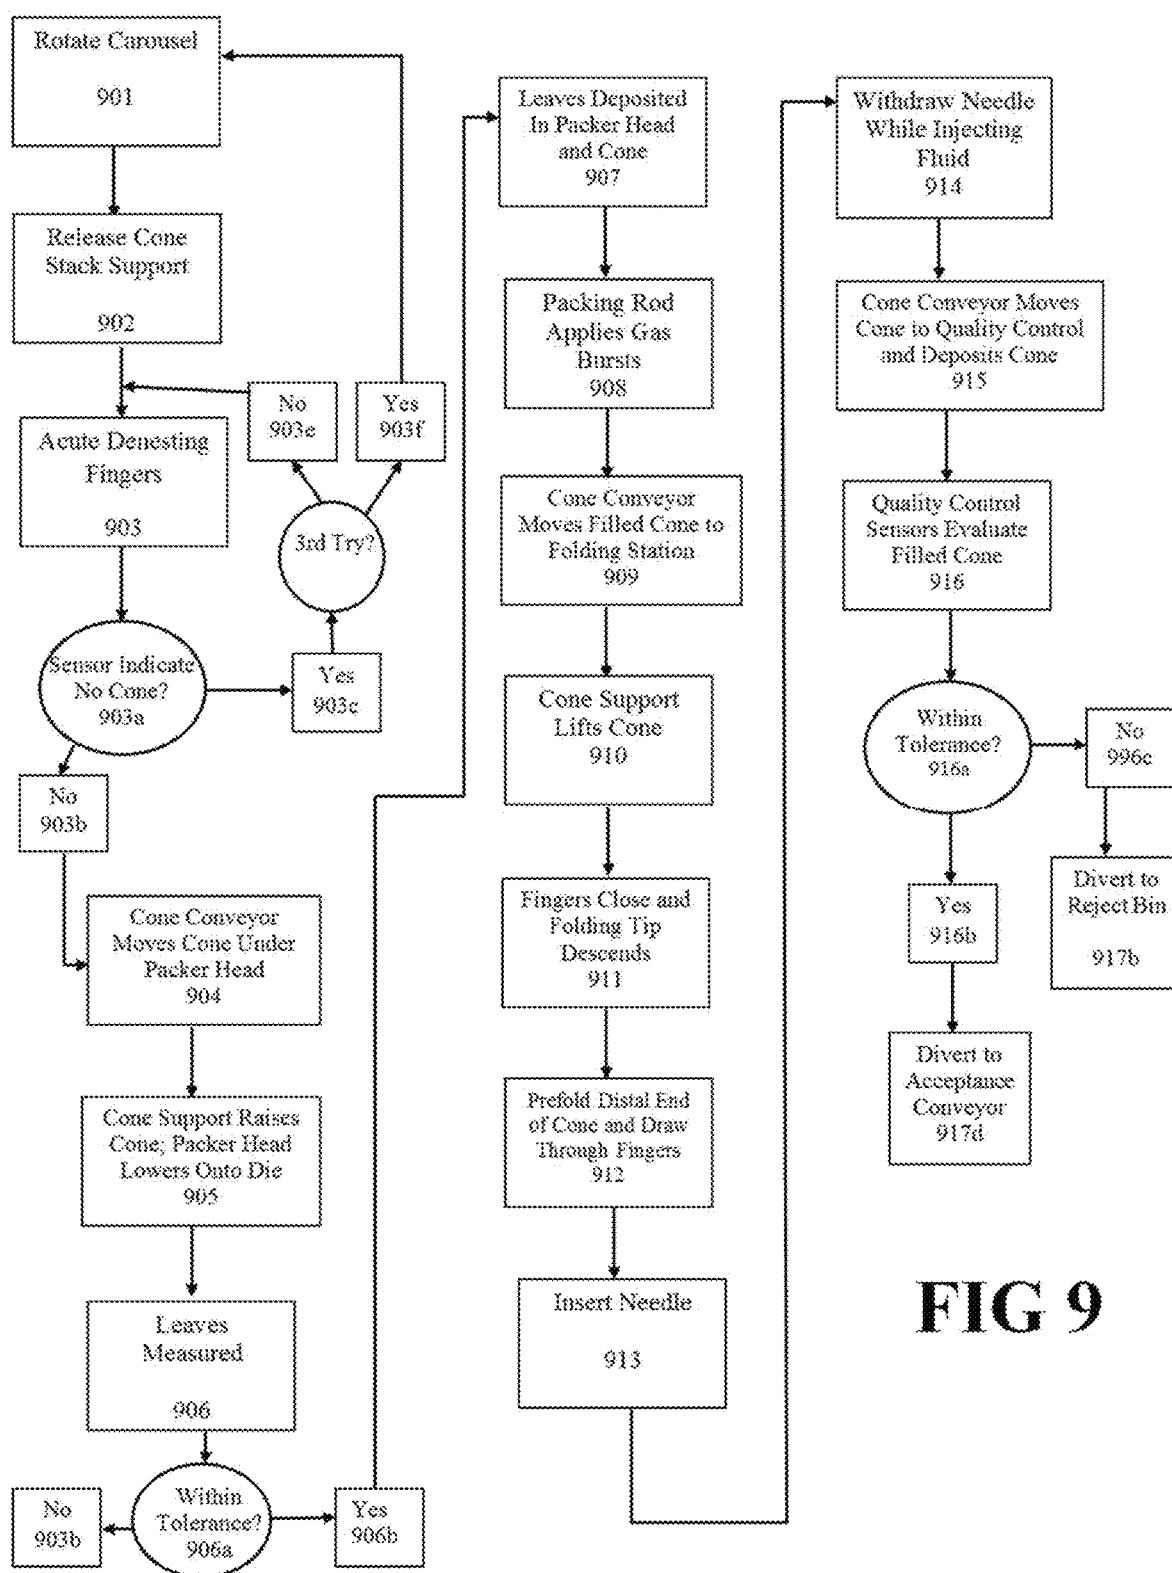 Rotate Carousel
901
Release Cone
Stack Support
902
No
903e
Yes
903f
Acute Denesting
Fingers
903
3rd Try?
Sensor Indicate
No Cone?
903a
Yes
903c
No
903b
Cone Conveyor
Moves Cone Under
Packer Head
904
Cone Support Raises
Cone; Packer Head
Lowers Onto Die
905
Leaves
Measured
906
Within
Tolerance?
906a
No
903b
Yes
906b
Leaves Deposited
In Packer Head
and Cone
907
Packing Rod
Applies Gas
Bursts
908
Cone Conveyor
Moves Filled Cone to
Folding Station
909
Cone Support
Lifts Cone
910
Fingers Close and
Folding Tip
Descends
911
Prefold Distal End
of Cone and Draw
Through Fingers
912
Insert Needle
913
Withdraw Needle
While Injecting
Fluid
914
Cone Conveyor Moves
Cone to Quality Control
and Deposits Cone
915
Quality Control
Sensors Evaluate
Filled Cone
916
Within
Tolerance?
916a
No
996c
Yes
916b
Divert to
Reject Bin
917b
Divert to
Acceptance
Conveyor
917d
FIG 9